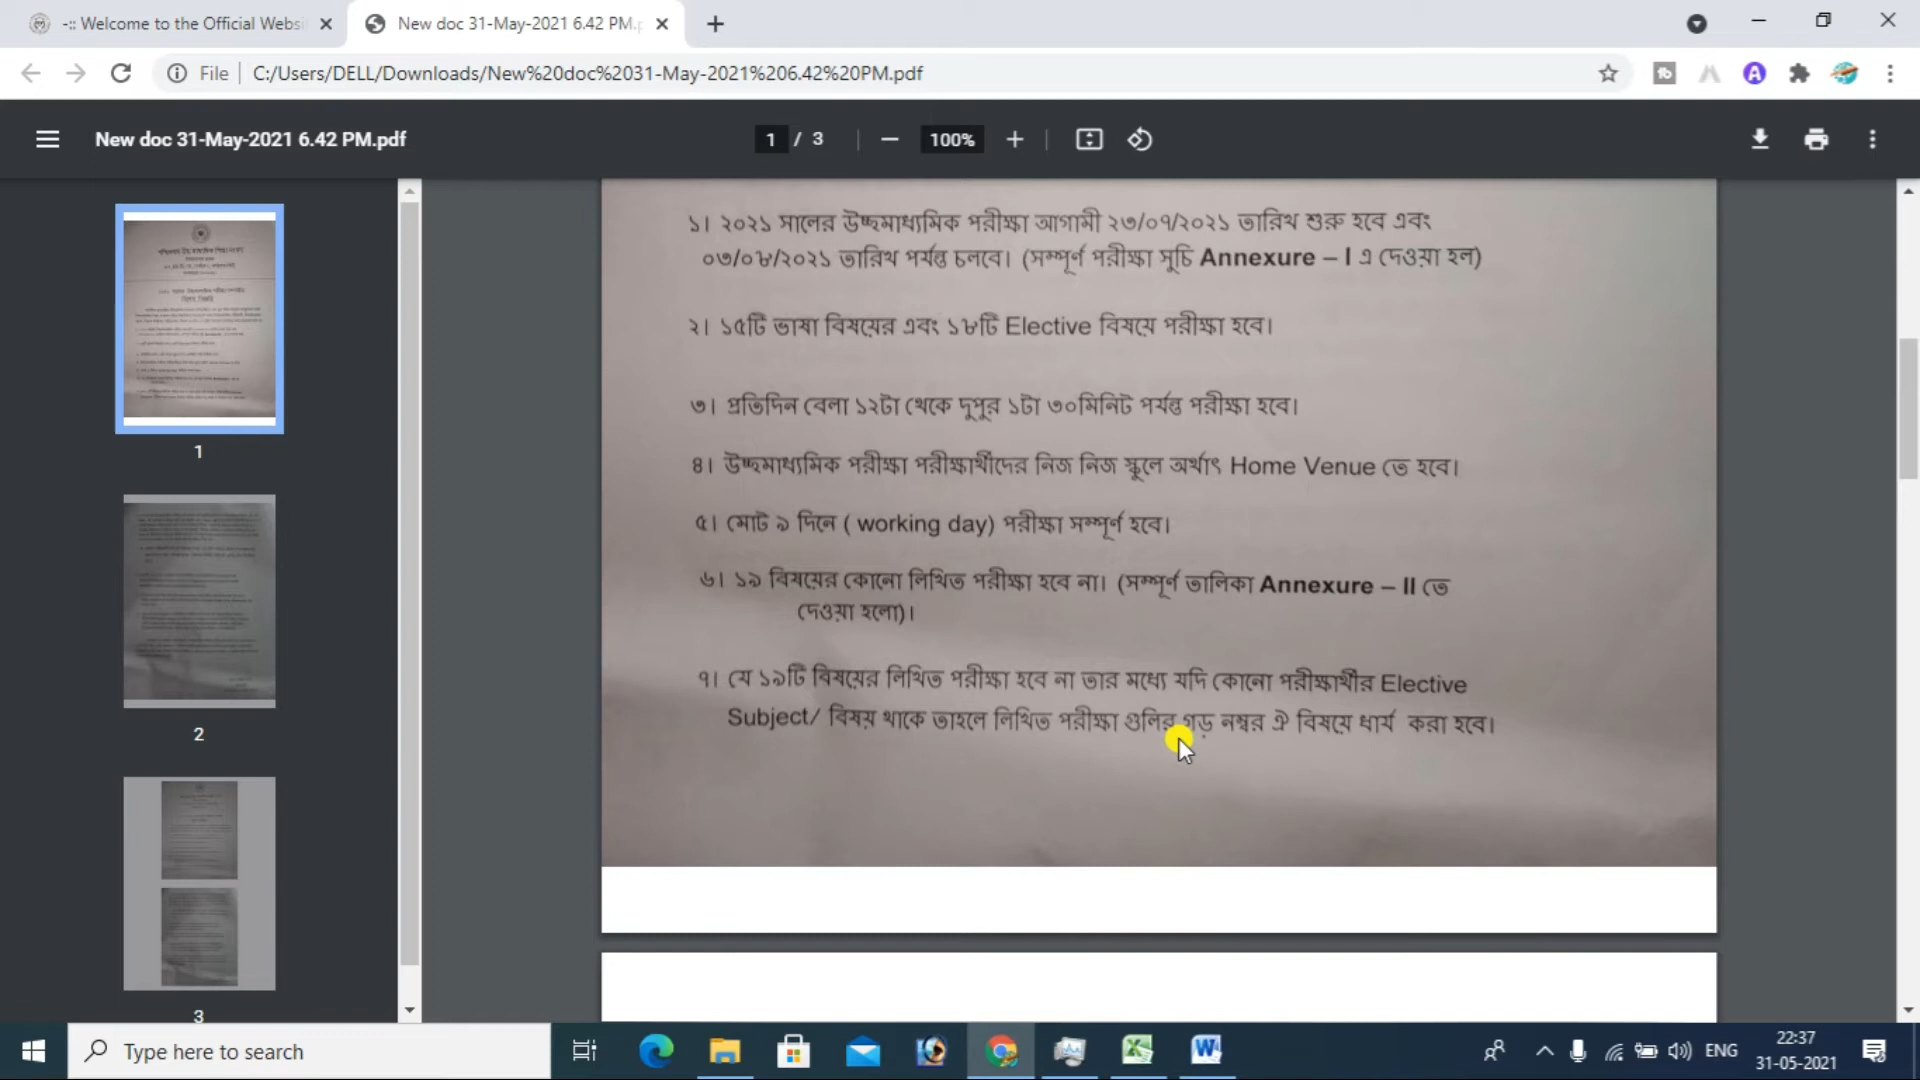 -:: Welcome to the Official Websi
New doc 31-May-2021 6.42 PM.p
File
C:/Users/DELL/Downloads/New%20doc%2031-May-2021%206.42%20PM.pdf
New doc 31-May-2021 6.42 PM.pdf
1 / 3
100%
১। ২০২১ সালের উচ্চমাধ্যমিক পরীক্ষা আগামী ২৩/০৭/২০২১ তারিখ শুরু হবে এবং
০৩/০৮/২০২১ তারিখ পর্যন্ত চলবে। (সম্পূর্ণ পরীক্ষা সুচি Annexure – I এ দেওয়া হল)
২। ১৫টি ভাষা বিষয়ের এবং ১৮টি Elective বিষয়ে পরীক্ষা হবে।
৩। প্রতিদিন বেলা ১২টা থেকে দুপুর ১টা ৩০মিনিট পর্যন্ত পরীক্ষা হবে।
৪। উচ্চমাধ্যমিক পরীক্ষা পরীক্ষার্থীদের নিজ নিজ স্কুলে অর্থাৎ Home Venue তে হবে।
৫। মোট ৯ দিনে ( working day) পরীক্ষা সম্পূর্ণ হবে।
৬। ১৯ বিষয়ের কোনো লিখিত পরীক্ষা হবে না। (সম্পূর্ণ তালিকা Annexure – II তে
দেওয়া হলো)।
৭। যে ১৯টি বিষয়ের লিখিত পরীক্ষা হবে না তার মধ্যে যদি কোনো পরীক্ষার্থীর Elective
Subject/ বিষয় থাকে তাহলে লিখিত পরীক্ষা গুলির গড় নম্বর ঐ বিষয়ে ধার্য করা হবে।
1
2
3
Type here to search
ENG
22:37
31-05-2021